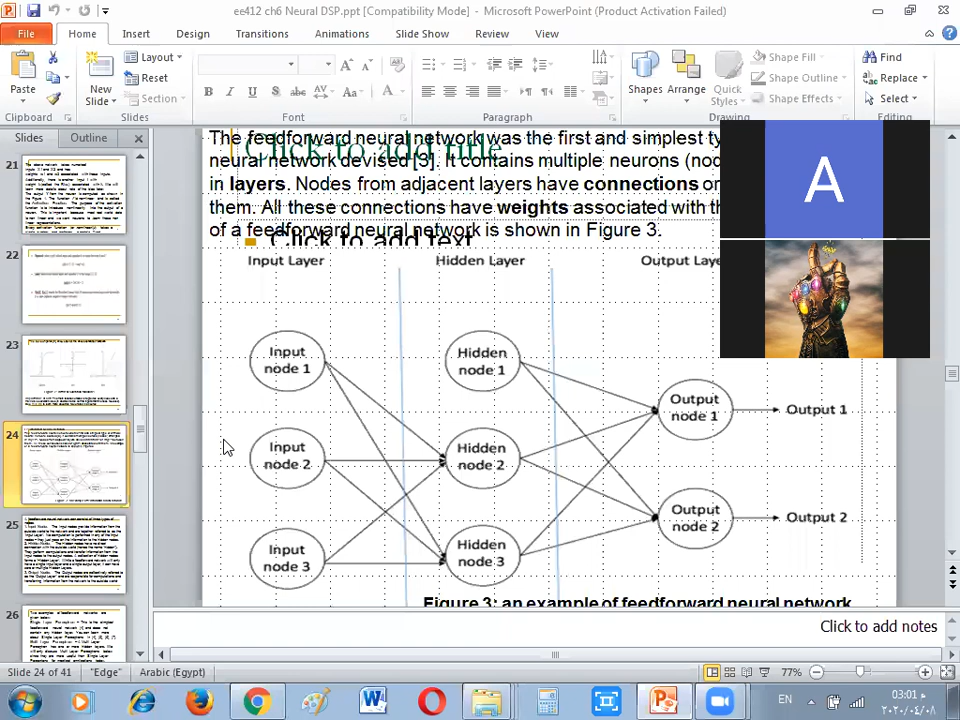 ee412 ch6 Neural DSP.ppt [Compatibility Mode] - Microsoft PowerPoint (Product Activation Failed)
File Home Insert Design Transitions Animations Slide Show Review View
Paste
Clipboard
New Slide
Layout
Reset
Section
Slides
Font
Paragraph
Shapes
Arrange
Quick Styles
Shape Fill
Shape Outline
Shape Effects
Drawing
Find
Replace
Select
Editing
Slides Outline
21
22
23
24
25
26
Click to add title
The feedforward neural network was the first and simplest ty
neural network devised [3]. It contains multiple neurons (nod
in layers. Nodes from adjacent layers have connections or
them. All these connections have weights associated with th
of a feedforward neural network is shown in Figure 3.
Click to add text
Input Layer Hidden Layer Output Laye
Input node 1
Hidden node 1
Output node 1
Output 1
Input node 2
Hidden node 2
Output node 2
Output 2
Input node 3
Hidden node 3
Figure 3: an example of feedforward neural network
A
Click to add notes
Slide 24 of 41 "Edge" Arabic (Egypt) 77%
EN
03:01 م
٢٠٢٠/٠٤/٠٨